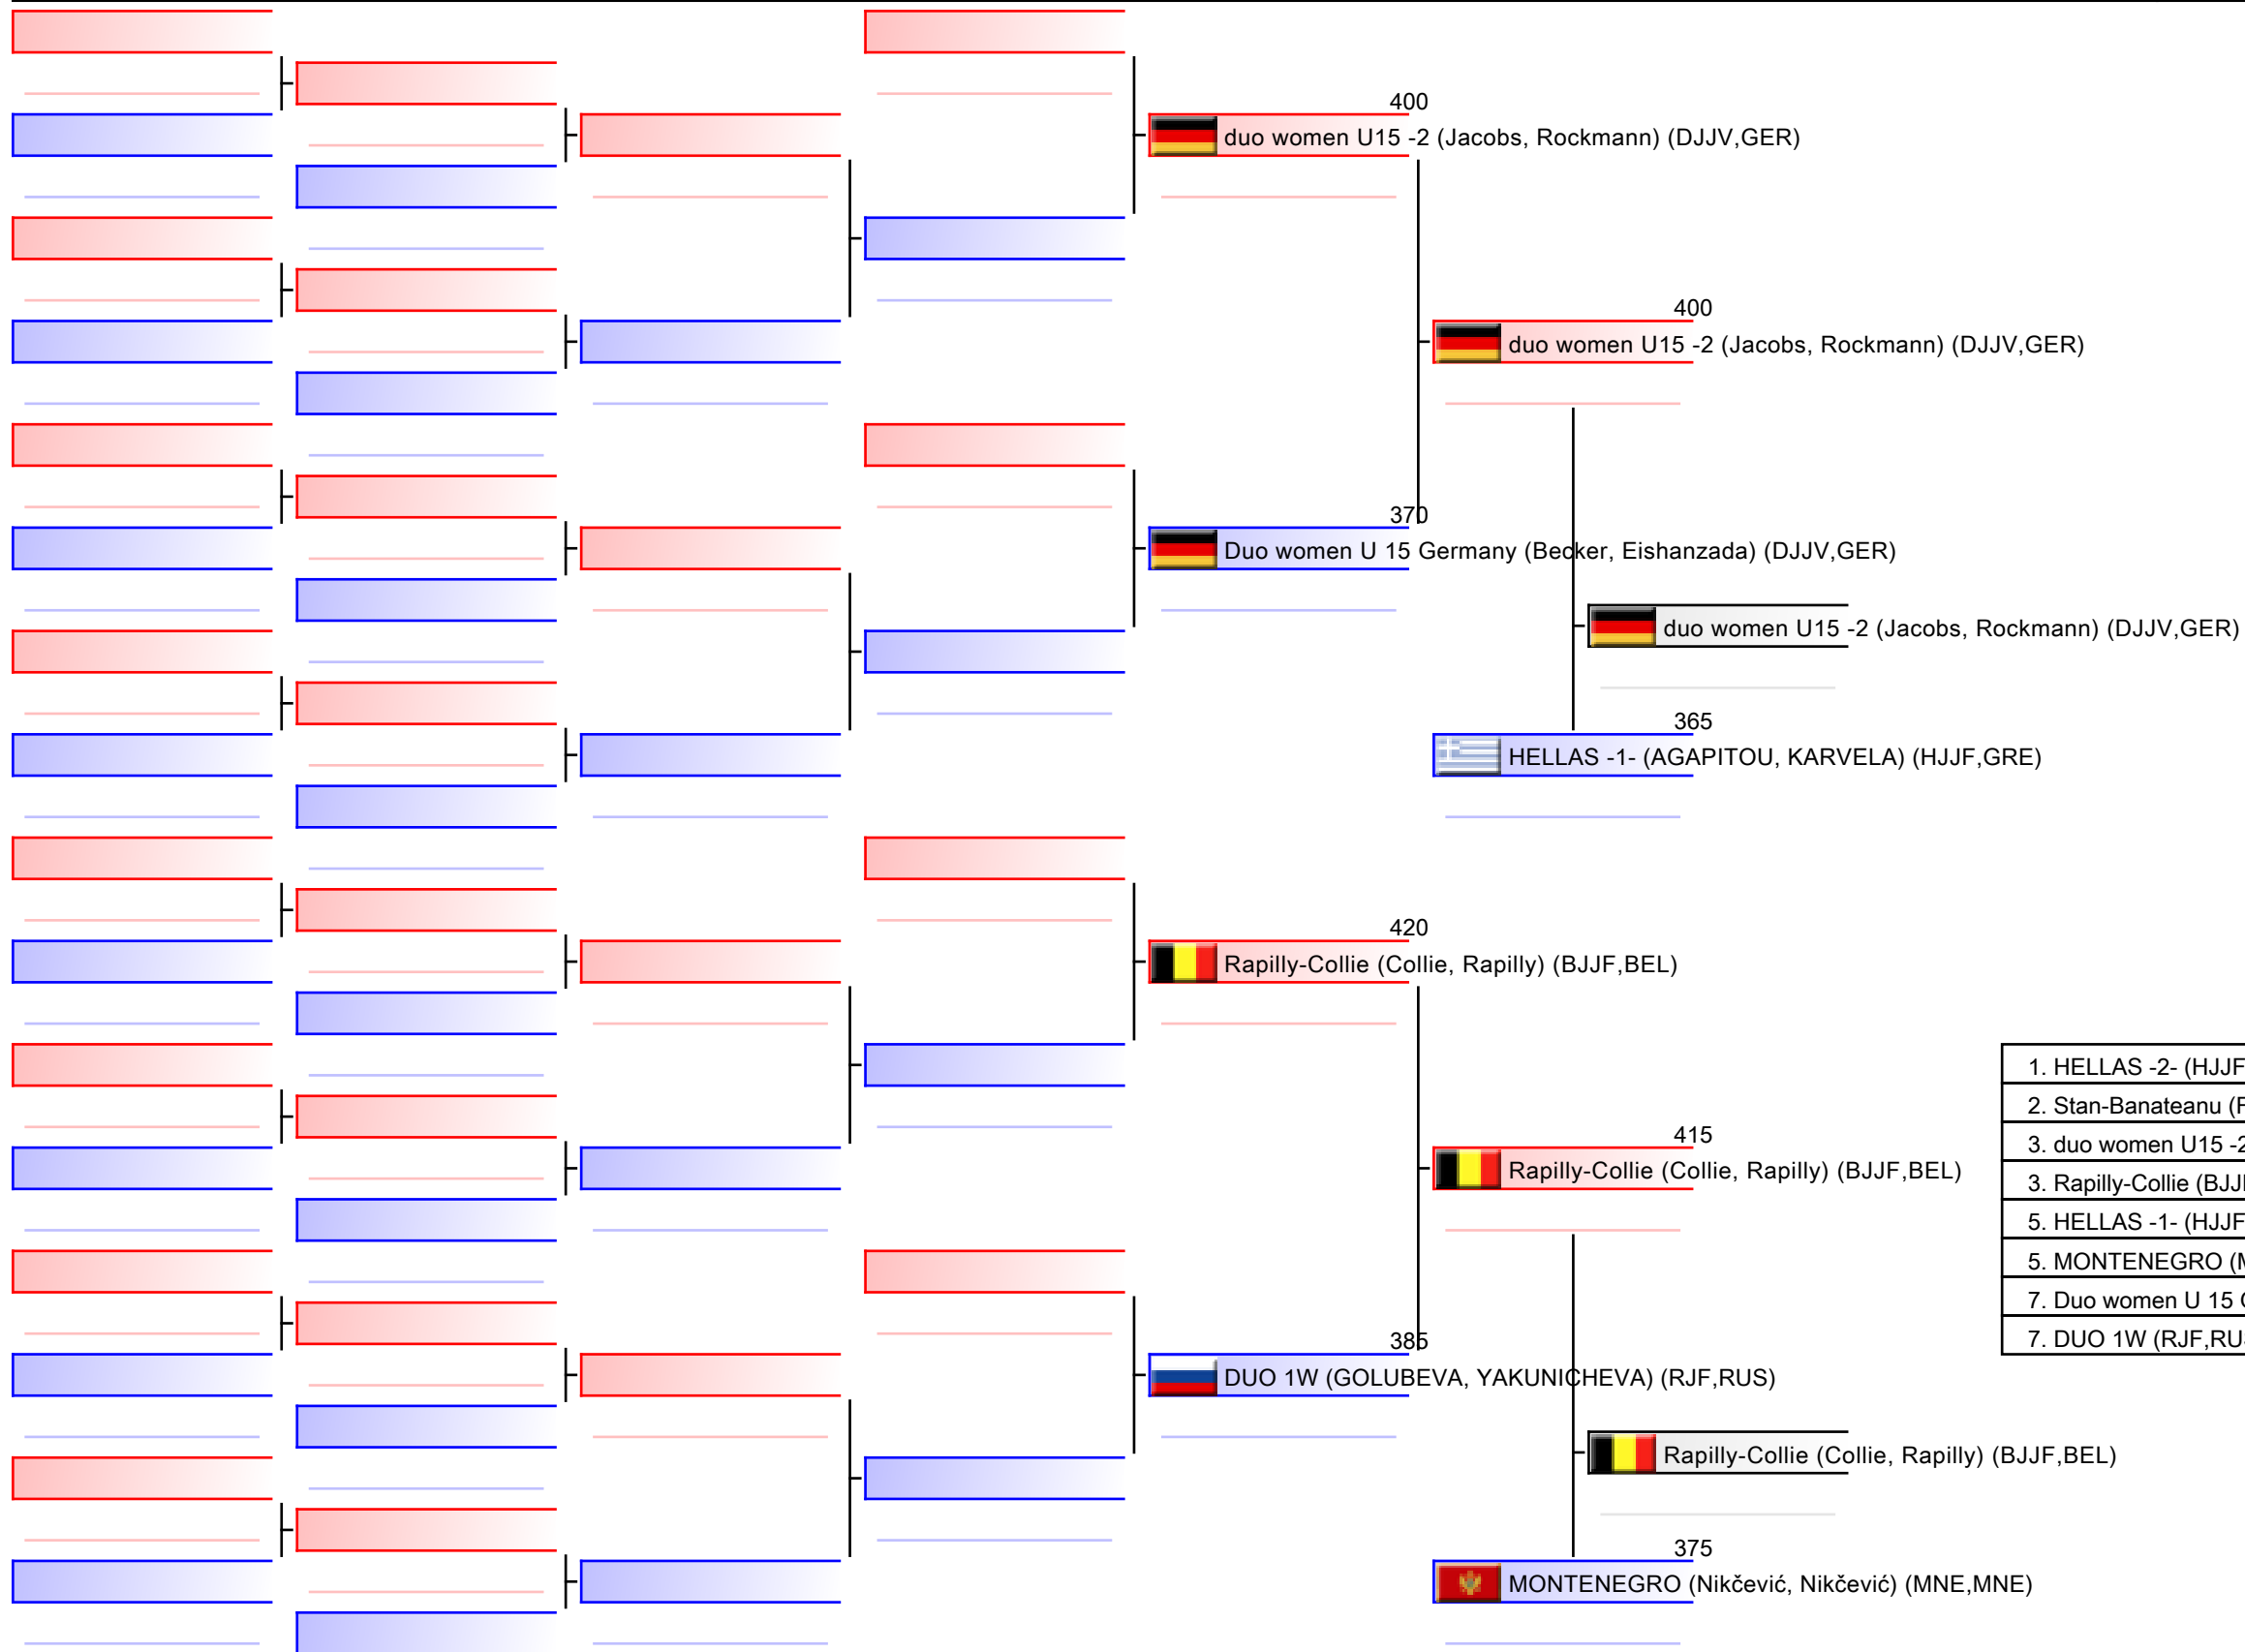 400
duo women U15 -2 (Jacobs, Rockmann) (DJJV,GER)
400
duo women U15 -2 (Jacobs, Rockmann) (DJJV,GER)
370
Duo women U 15 Germany (Becker, Eishanzada) (DJJV,GER)
duo women U15 -2 (Jacobs, Rockmann) (DJJV,GER)
365
HELLAS -1- (AGAPITOU, KARVELA) (HJJF,GRE)
420
Rapilly-Collie (Collie, Rapilly) (BJJF,BEL)
415
Rapilly-Collie (Collie, Rapilly) (BJJF,BEL)
385
DUO 1W (GOLUBEVA, YAKUNICHEVA) (RJF,RUS)
Rapilly-Collie (Collie, Rapilly) (BJJF,BEL)
375
MONTENEGRO (Nikčević, Nikčević) (MNE,MNE)
1. HELLAS -2- (HJJF
2. Stan-Banateanu
3. duo women U15 -2
3. Rapilly-Collie
5. HELLAS -1- (HJJF
5. MONTENEGRO
7. Duo women U 15
7. DUO 1W (RJF,